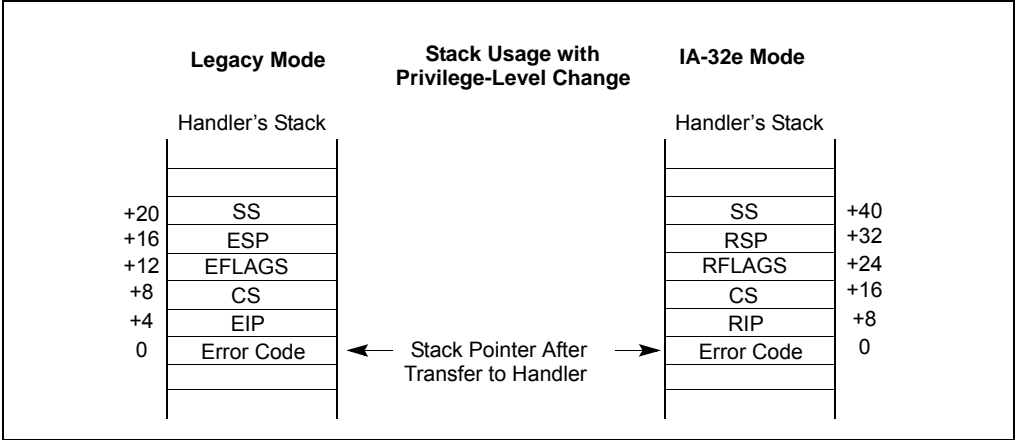 Legacy Mode
Stack Usage with
Privilege-Level Change
IA-32e Mode
Handler's Stack
Handler's Stack
+20 SS
+16 ESP
+12 EFLAGS
+8 CS
+4 EIP
0 Error Code
Stack Pointer After
Transfer to Handler
SS +40
RSP +32
RFLAGS +24
CS +16
RIP +8
Error Code 0